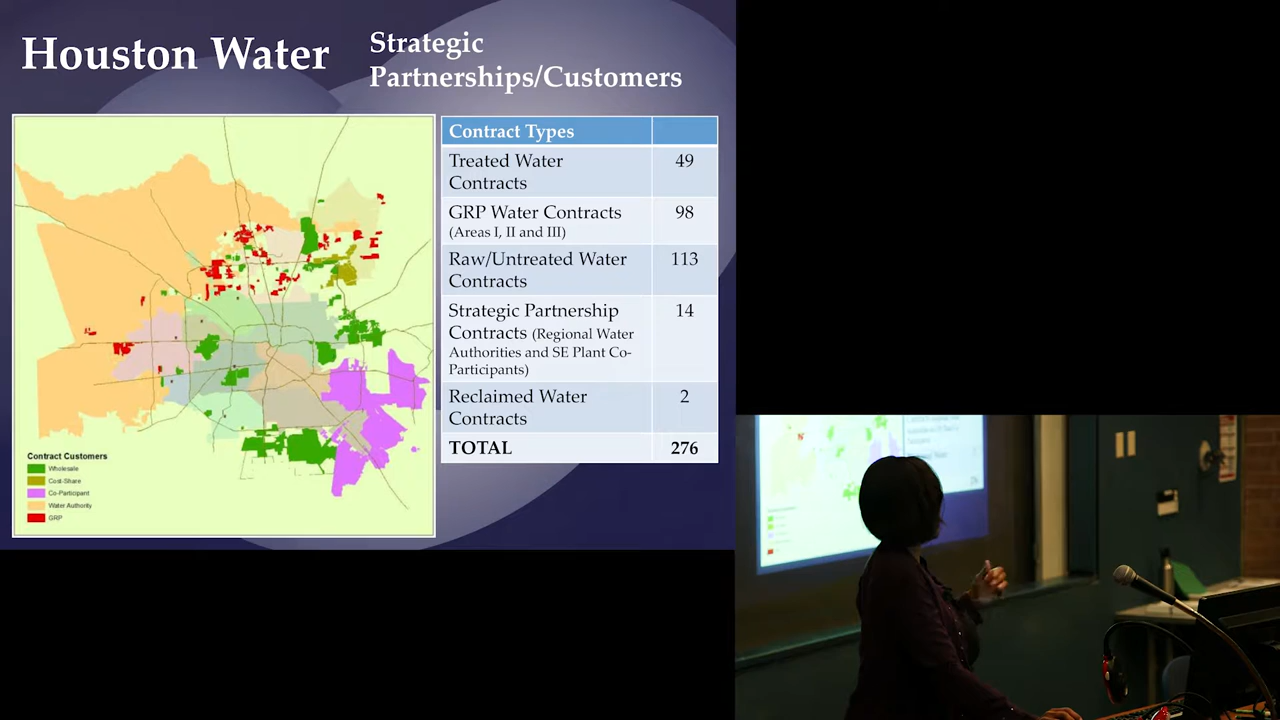 Houston Water
Strategic
Partnerships/Customers
Contract Types
Treated Water
Contracts
49
GRP Water Contracts
(Areas I, II and III)
98
Raw/Untreated Water
Contracts
113
Strategic Partnership
Contracts (Regional Water
Authorities and SE Plant Co-
Participants)
14
Reclaimed Water
Contracts
2
TOTAL
276
Contract Customers
Wholesale
Cost-Share
Co-Participant
Water Authority
GRP